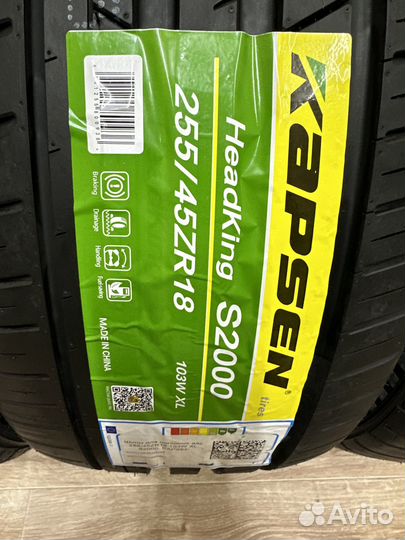 KAPSEN
tires
HeadKing S2000
255/45ZR18
103W XL
Braking
Drainage
Handling
Fuel-saving
MADE IN CHINA
Avito